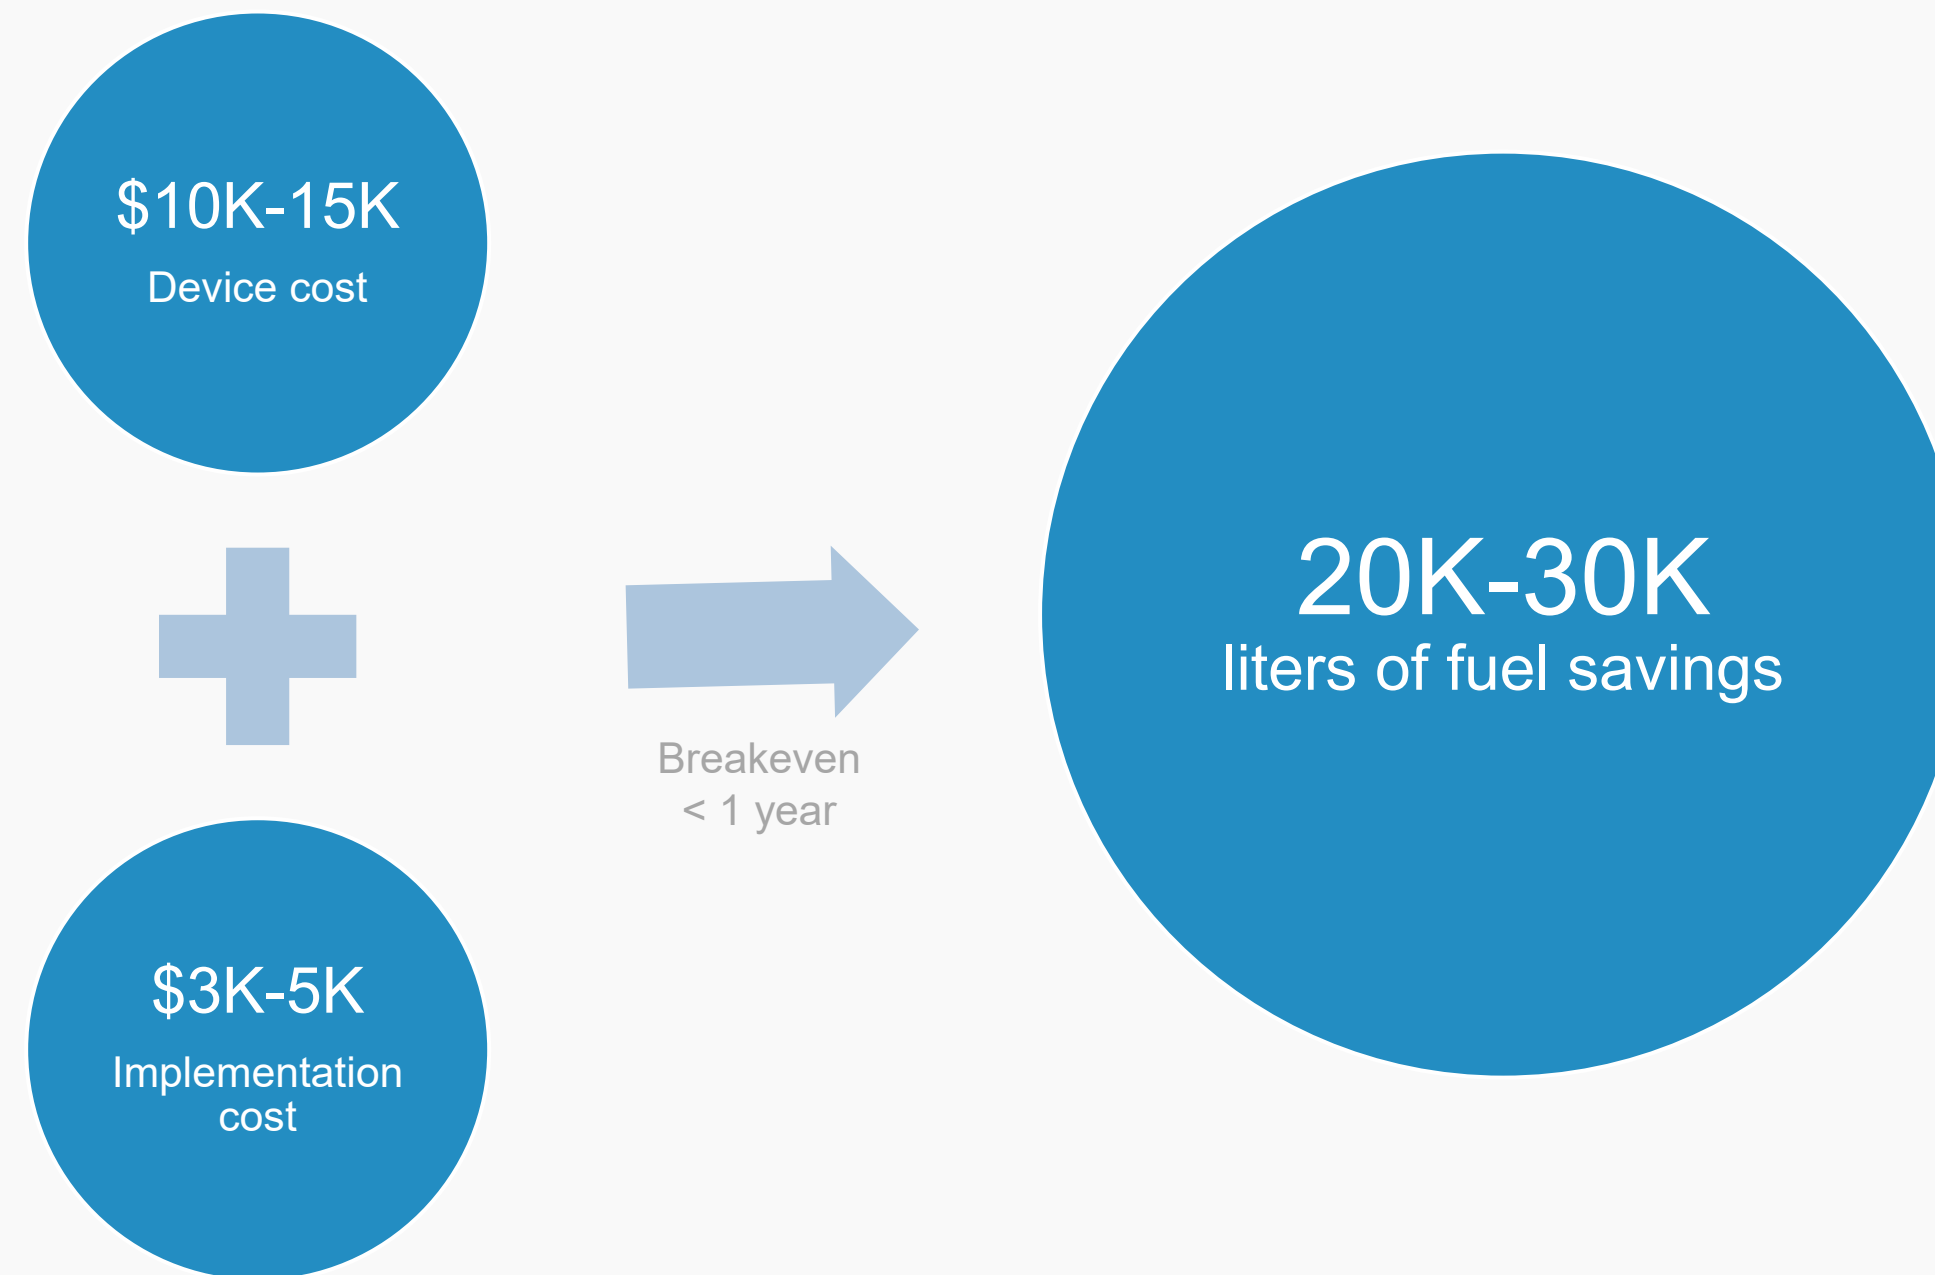 $10K-15K
Device cost
$3K-5K
Implementation
cost
Breakeven
< 1 year
20K-30K
liters of fuel savings